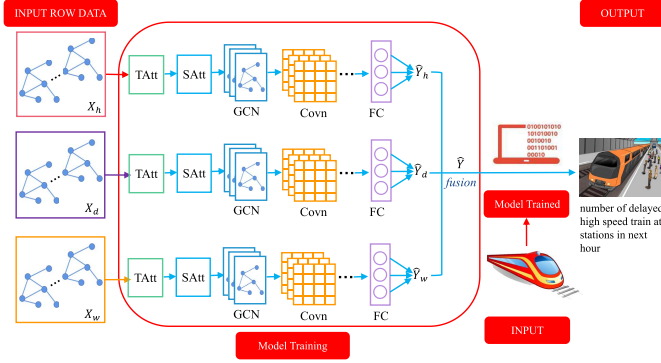 INPUT ROW DATA
OUTPUT
X_h
TAtt
SAtt
GCN
Covn
FC
Ŷ_h
X_d
TAtt
SAtt
GCN
Covn
FC
Ŷ_d
Ŷ
fusion
0100101010
101010010
0010010
001101001
00010
Model Trained
number of delayed
high speed train at
stations in next
hour
X_w
TAtt
SAtt
GCN
Covn
FC
Ŷ_w
INPUT
Model Training